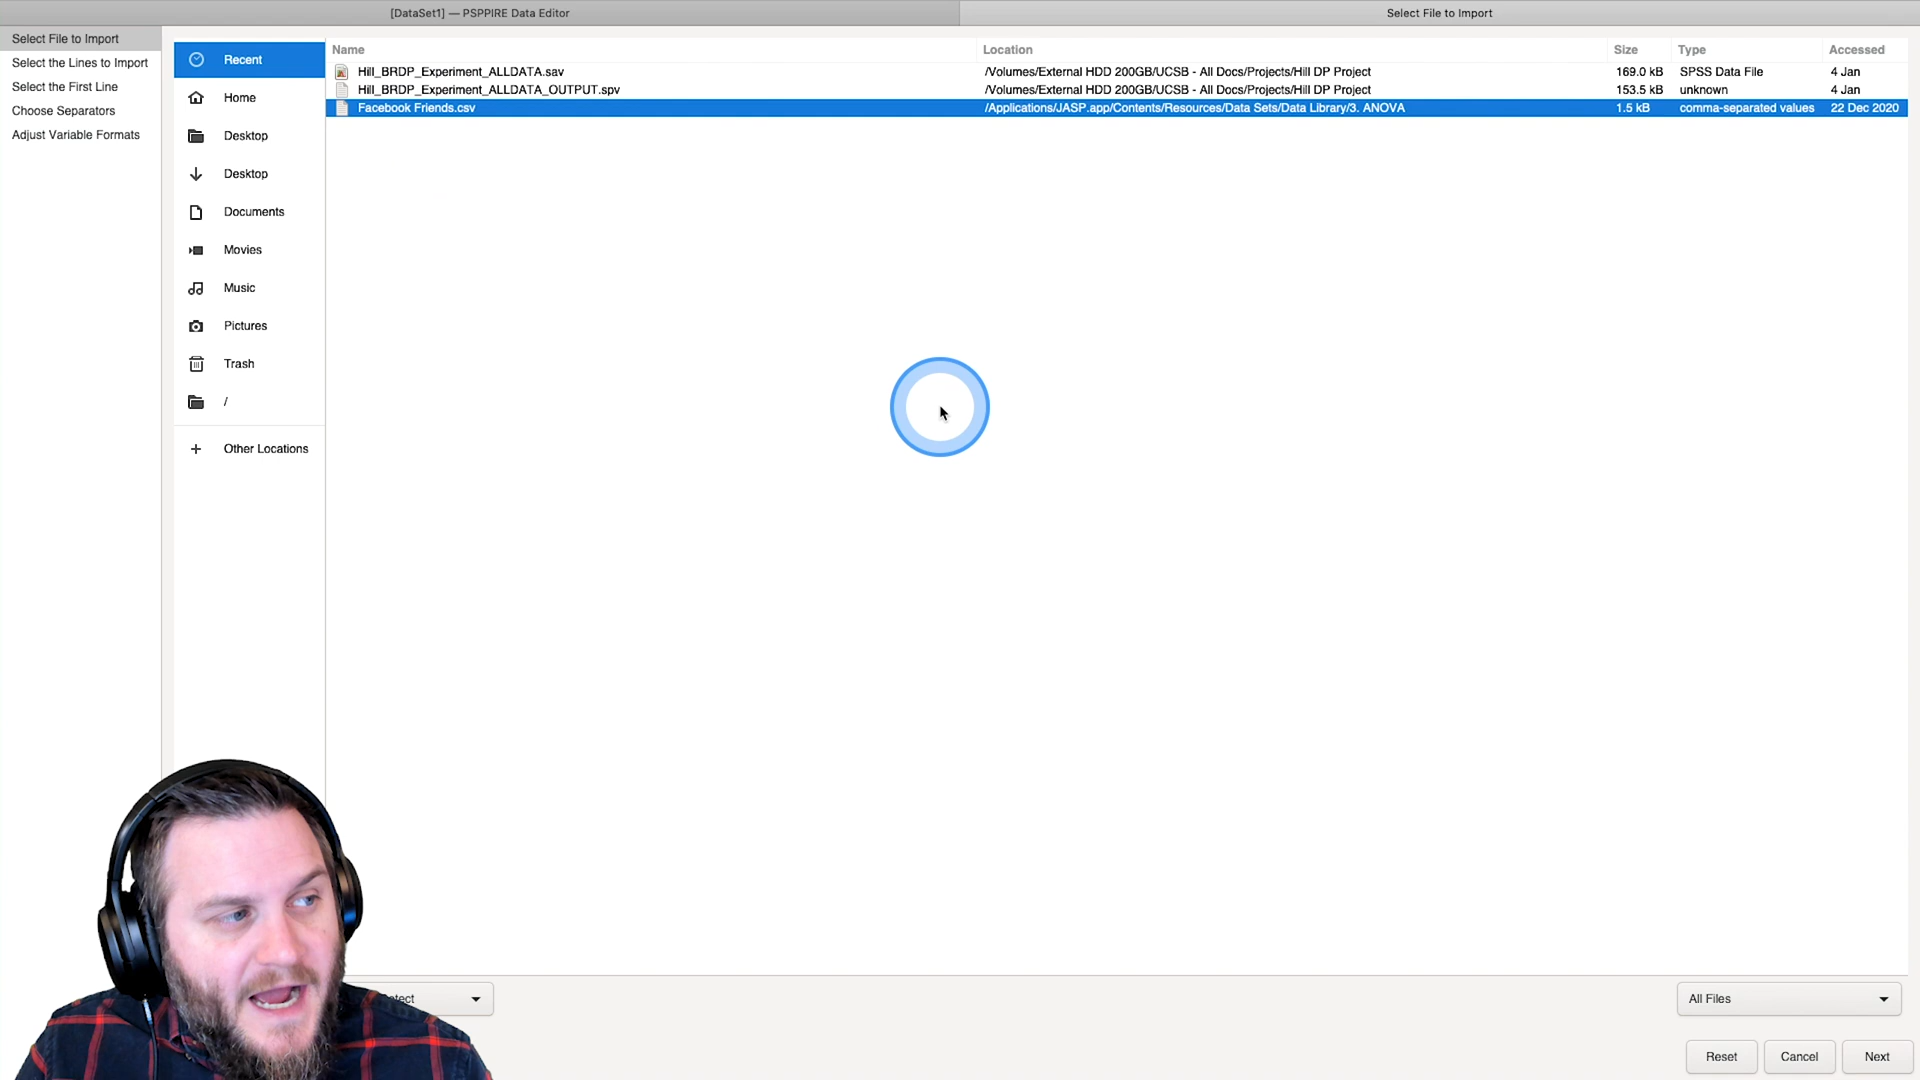 [DataSet1] — PSPPIRE Data Editor
Select File to Import
Select File to Import
Select the Lines to Import
Select the First Line
Choose Separators
Adjust Variable Formats
Recent
Home
Desktop
Desktop
Documents
Movies
Music
Pictures
Trash
/
Other Locations
Name Location Size Type Accessed
Hill_BRDP_Experiment_ALLDATA.sav /Volumes/External HDD 200GB/UCSB - All Docs/Projects/Hill DP Project 169.0 kB SPSS Data File 4 Jan
Hill_BRDP_Experiment_ALLDATA_OUTPUT.spv /Volumes/External HDD 200GB/UCSB - All Docs/Projects/Hill DP Project 153.5 kB unknown 4 Jan
Facebook Friends.csv /Applications/JASP.app/Contents/Resources/Data Sets/Data Library/3. ANOVA 1.5 kB comma-separated values 22 Dec 2020
All Files
Reset Cancel Next